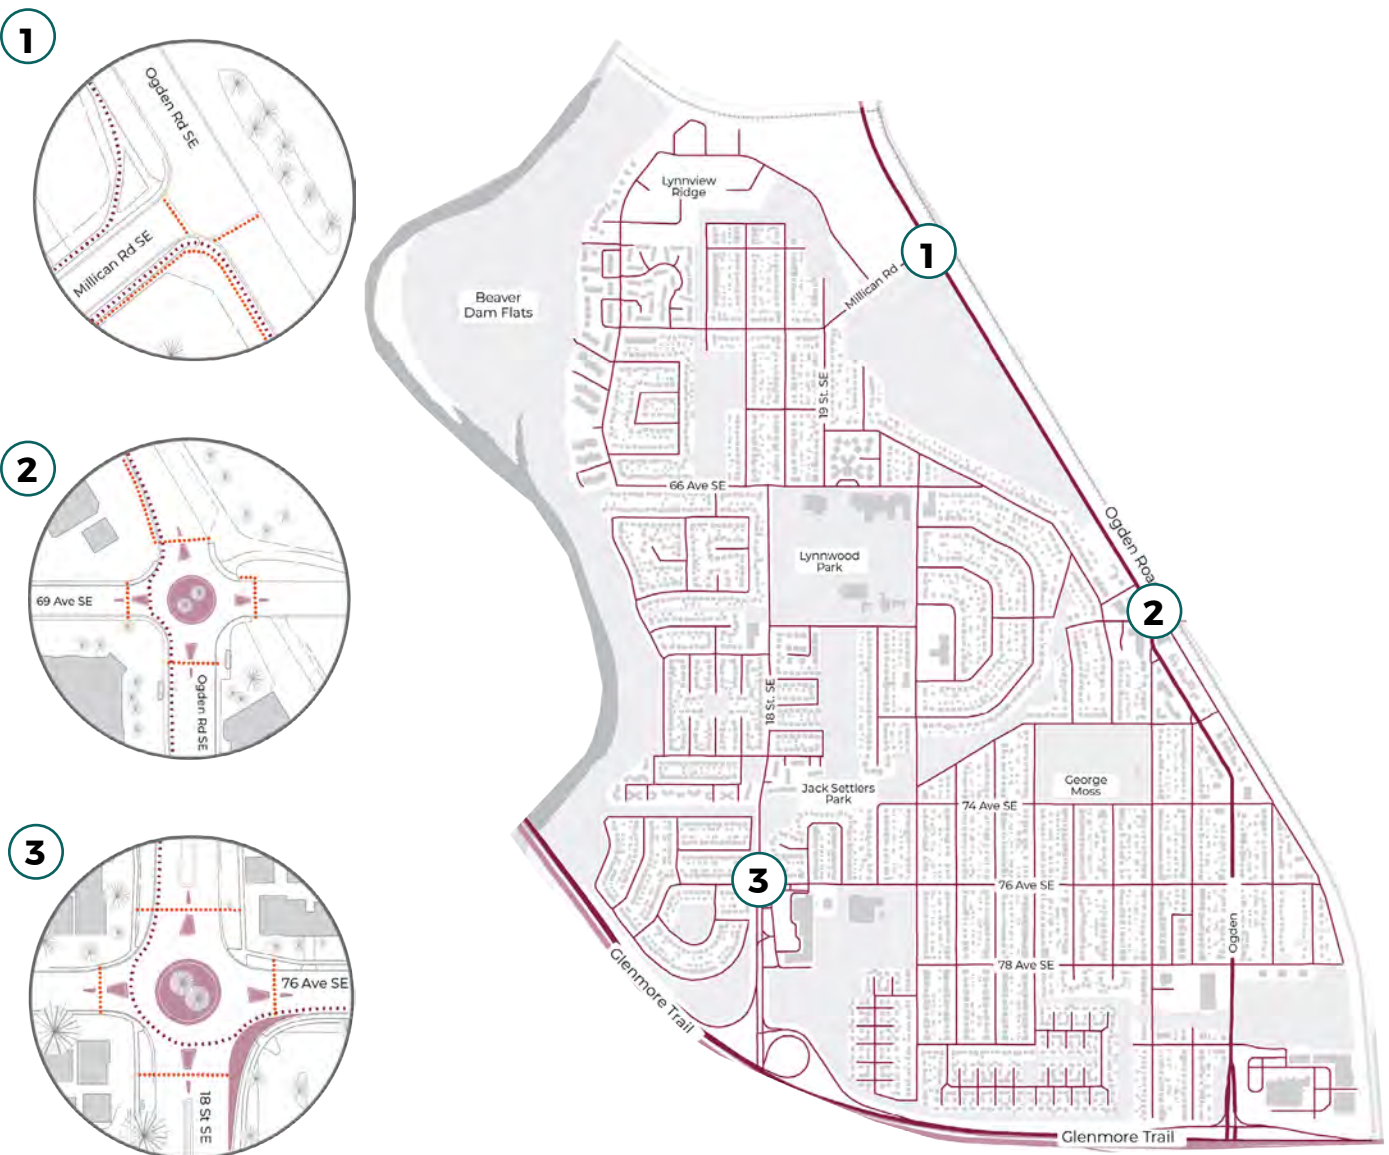 1
Ogden Rd SE
Millican Rd SE
2
69 Ave SE
Ogden Rd SE
3
76 Ave SE
18 St SE
Lynnview
Ridge
1
Millican Rd
Beaver
Dam Flats
19 St. SE
66 Ave SE
Ogden Roa
Lynnwood
Park
2
18 St. SE
George
Moss
Jack Settlers
Park
74 Ave SE
3
76 Ave SE
Ogden
78 Ave SE
Glenmore Trail
Glenmore Trail